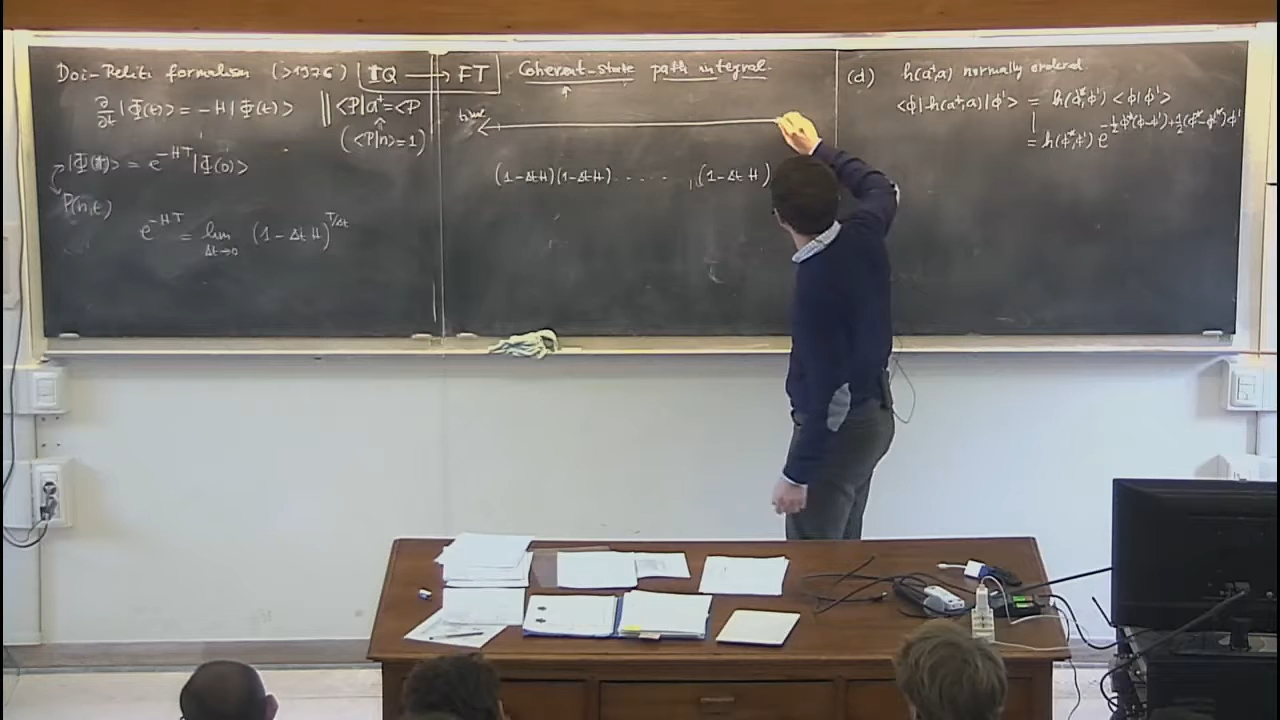 Doi-Peliti formalism (>1976) IQ → FT
∂/∂t |Φ(t)> = -H |Φ(t)>
<P|a⁺ = <P
(<P|n> = 1)
|Φ(t)> = e^{-HT} |Φ(0)>
P(n,t)
e^{-HT} = lim_{Δt→0} (1 - Δt H)^{T/Δt}
Coherent-state path integral.
time
(1-ΔtH)(1-ΔtH) . . . . . . (1-Δt H)
(d) h(a⁺,a) normally ordered.
<ϕ| h(a⁺,a) |ϕ'> = h(ϕ*,ϕ') <ϕ|ϕ'>
= h(ϕ*,ϕ') e^{-½ϕ*(ϕ-ϕ')+½(ϕ*-ϕ'*)ϕ'}